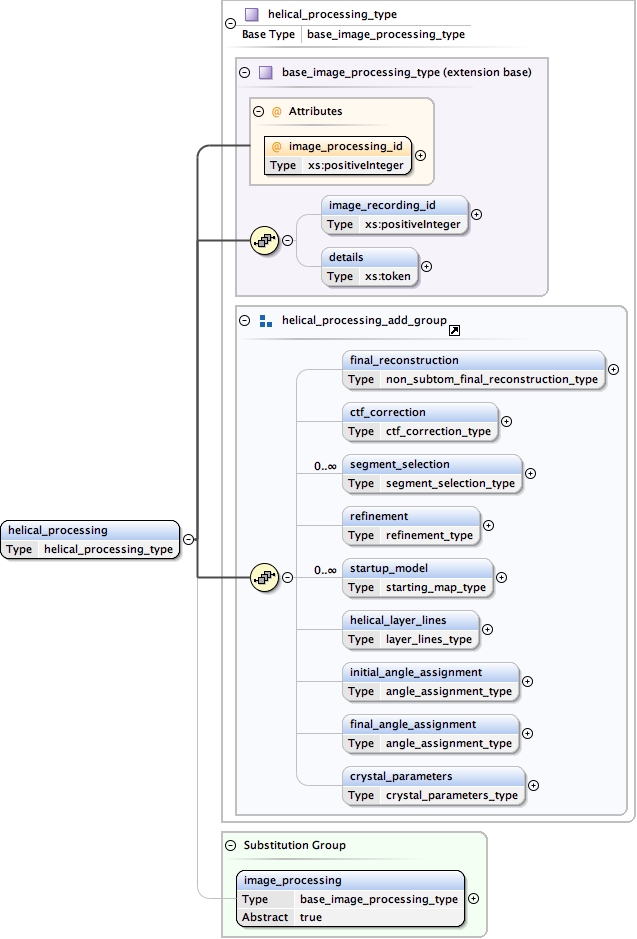 helical_processing_type
Base Type base_image_processing_type
base_image_processing_type (extension base)
@ Attributes
@ image_processing_id
Type xs:positiveInteger
image_recording_id
Type xs:positiveInteger
details
Type xs:token
helical_processing_add_group
final_reconstruction
Type non_subtom_final_reconstruction_type
ctf_correction
Type ctf_correction_type
0..∞ segment_selection
Type segment_selection_type
refinement
Type refinement_type
0..∞ startup_model
Type starting_map_type
helical_layer_lines
Type layer_lines_type
initial_angle_assignment
Type angle_assignment_type
final_angle_assignment
Type angle_assignment_type
crystal_parameters
Type crystal_parameters_type
helical_processing
Type helical_processing_type
Substitution Group
image_processing
Type base_image_processing_type
Abstract true